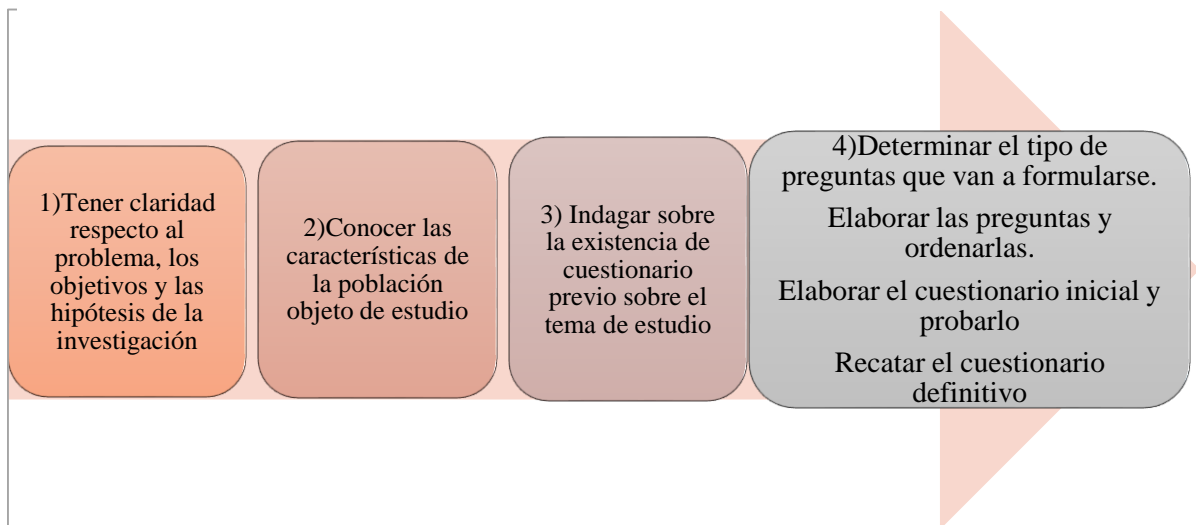 1)Tener claridad
respecto al
problema, los
objetivos y las
hipótesis de la
investigación
2)Conocer las
características de
la población
objeto de estudio
3) Indagar sobre
la existencia de
cuestionario
previo sobre el
tema de estudio
4)Determinar el tipo de
preguntas que van a formularse.
Elaborar las preguntas y
ordenarlas.
Elaborar el cuestionario inicial y
probarlo
Recatar el cuestionario
definitivo